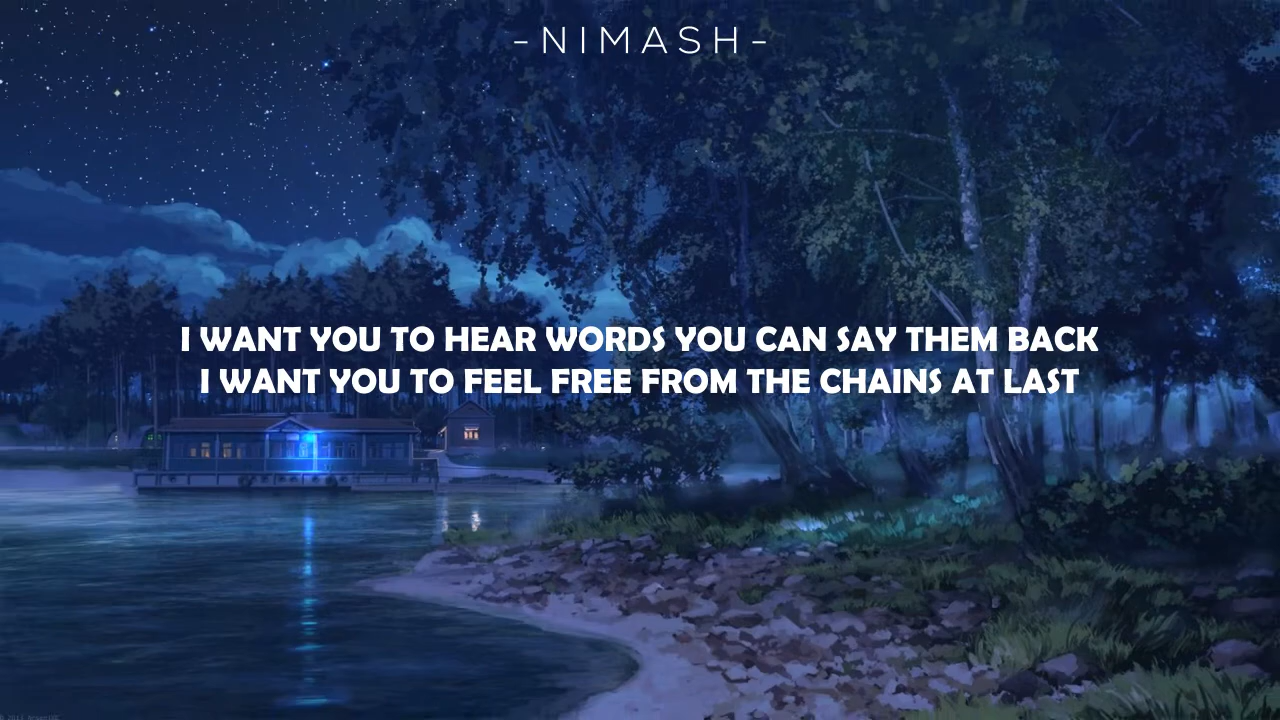 -NIMASH-
I WANT YOU TO HEAR WORDS YOU CAN SAY THEM BACK
I WANT YOU TO FEEL FREE FROM THE CHAINS AT LAST